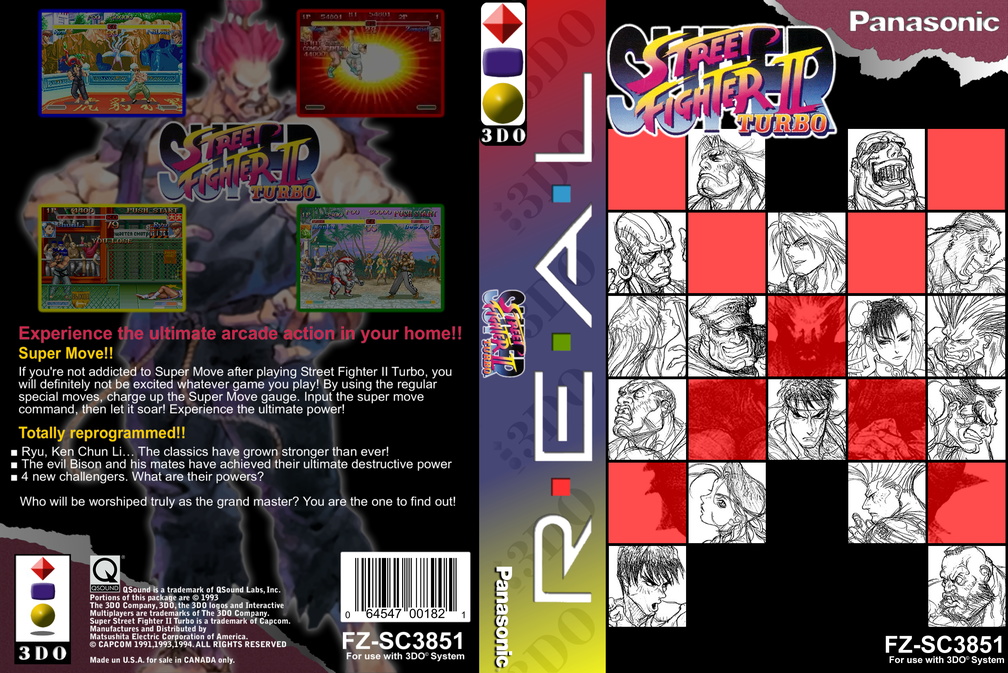 SUPER
STREET
FIGHTER II
TURBO
Experience the ultimate arcade action in your home!!
Super Move!!
If you're not addicted to Super Move after playing Street Fighter II Turbo, you
will definitely not be excited whatever game you play! By using the regular
special moves, charge up the Super Move gauge. Input the super move
command, then let it soar! Experience the ultimate power!
Totally reprogrammed!!
■ Ryu, Ken Chun Li... The classics have grown stronger than ever!
■ The evil Bison and his mates have achieved their ultimate destructive power
■ 4 new challengers. What are their powers?
Who will be worshiped truly as the grand master? You are the one to find out!
3DO
Q
QSOUND
QSound is a trademark of QSound Labs, Inc.
Portions of this package are © 1993
The 3DO Company, 3DO, the 3DO logos and Interactive
Multiplayers are trademarks of The 3DO Company.
Super Street Fighter II Turbo is a trademark of Capcom.
Manufactures and Distributed by
Matsushita Electric Corporation of America.
© CAPCOM 1991,1993,1994. ALL RIGHTS RESERVED
Made un U.S.A. for sale in CANADA only.
0 64547 00182 1
FZ-SC3851
For use with 3DO© System
3DO
R·E·A·L
SUPER
STREET
FIGHTER II
TURBO
Panasonic
Panasonic
SUPER
STREET
FIGHTER II
TURBO
FZ-SC3851
For use with 3DO© System